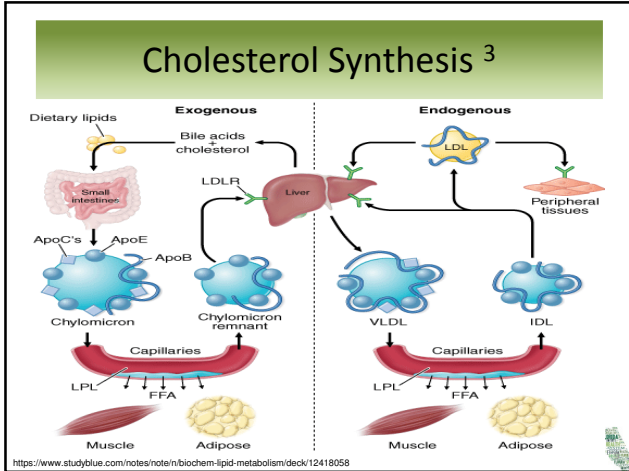 Cholesterol Synthesis ³
Exogenous
Endogenous
Dietary lipids
Bile acids
+
cholesterol
LDL
LDLR
Liver
Small
intestines
Peripheral
tissues
ApoC's
ApoE
ApoB
Chylomicron
Chylomicron
remnant
VLDL
IDL
Capillaries
Capillaries
LPL
FFA
LPL
FFA
Muscle
Adipose
Muscle
Adipose
https://www.studyblue.com/notes/note/n/biochem-lipid-metabolism/deck/12418058